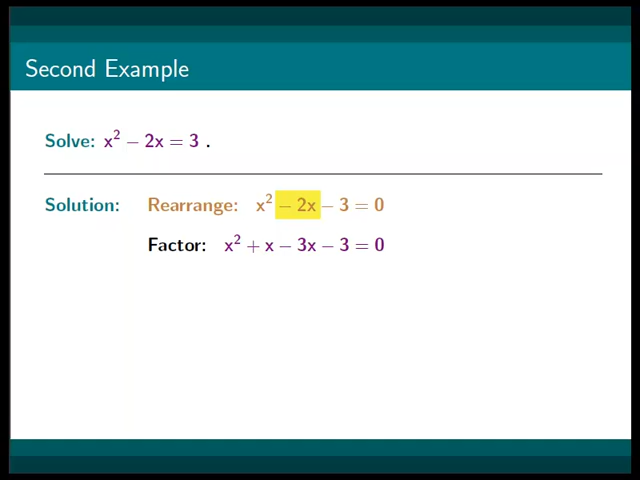 Second Example
Solve: x² − 2x = 3 .
Solution: Rearrange: x² − 2x − 3 = 0
Factor: x² + x − 3x − 3 = 0